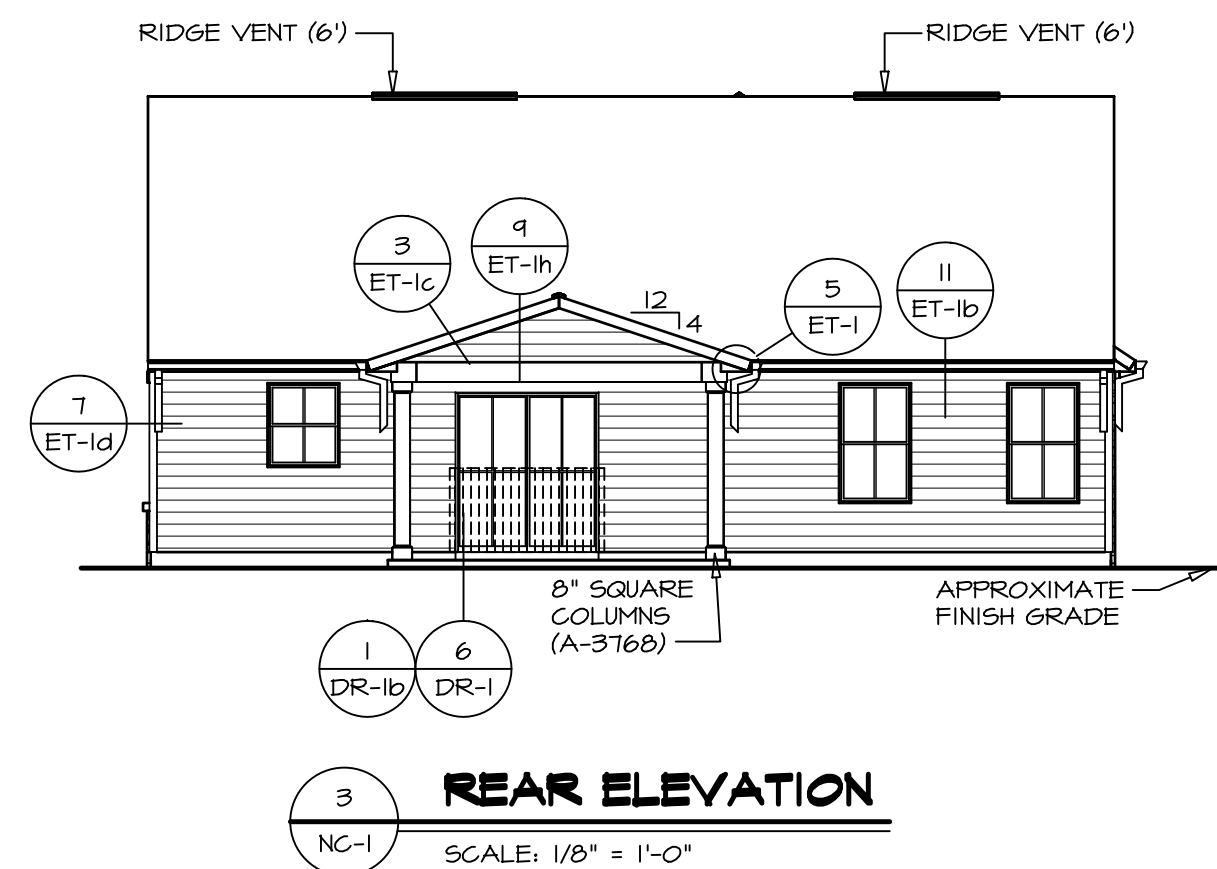 RIDGE VENT (6')
RIDGE VENT (6')
9
ET-1h
3
ET-1c
11
ET-1b
5
ET-1
12
4
7
ET-1d
8" SQUARE
COLUMNS
(A-3768)
APPROXIMATE
FINISH GRADE
1
DR-1b
6
DR-1
3
NC-1
REAR ELEVATION
SCALE: 1/8" = 1'-0"